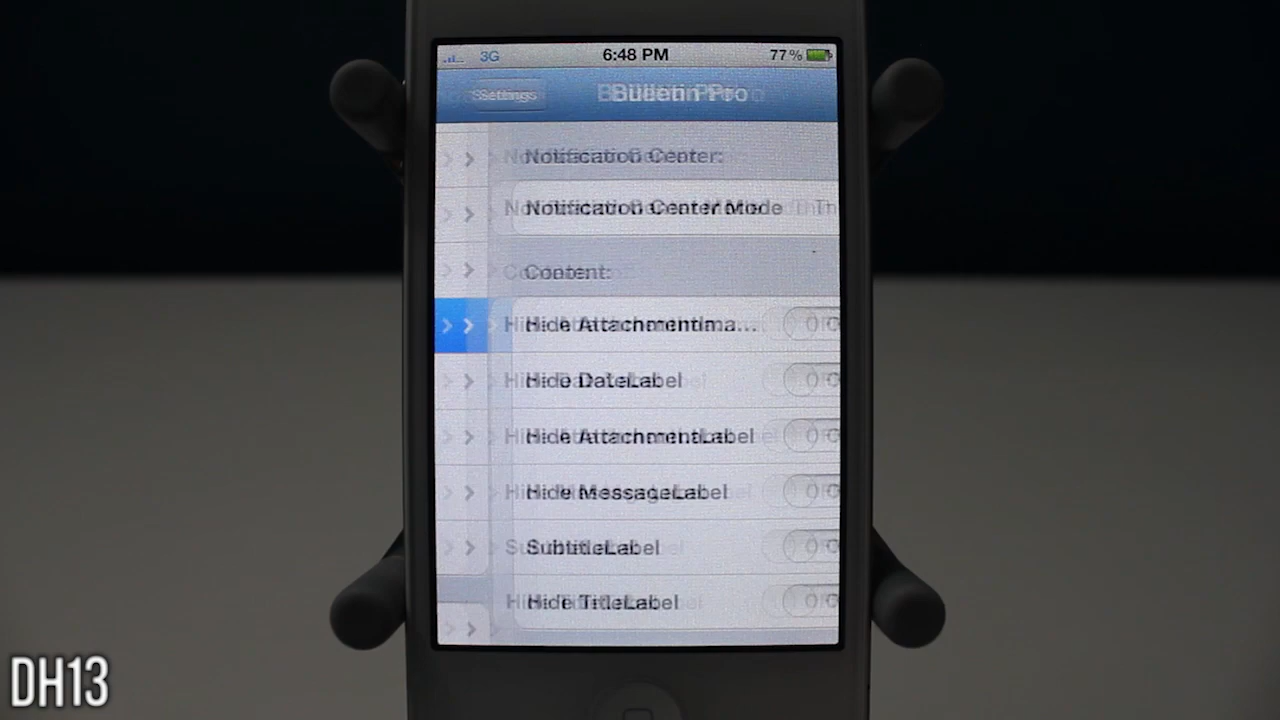 3G 6:48 PM 77%
Settings Bulletin Pro
Notification Center:
Notification Center Mode
Content:
Hide AttachmentIma...
Hide DateLabel
Hide AttachmentLabel
Hide MessageLabel
SubtitleLabel
Hide TitleLabel
DH13